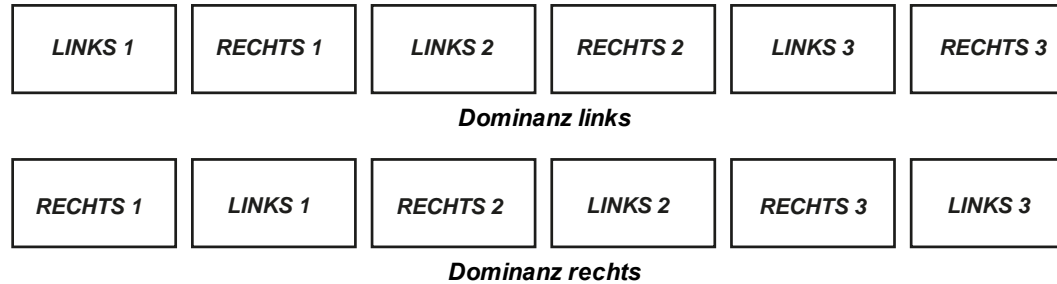 LINKS 1 RECHTS 1 LINKS 2 RECHTS 2 LINKS 3 RECHTS 3
Dominanz links
RECHTS 1 LINKS 1 RECHTS 2 LINKS 2 RECHTS 3 LINKS 3
Dominanz rechts